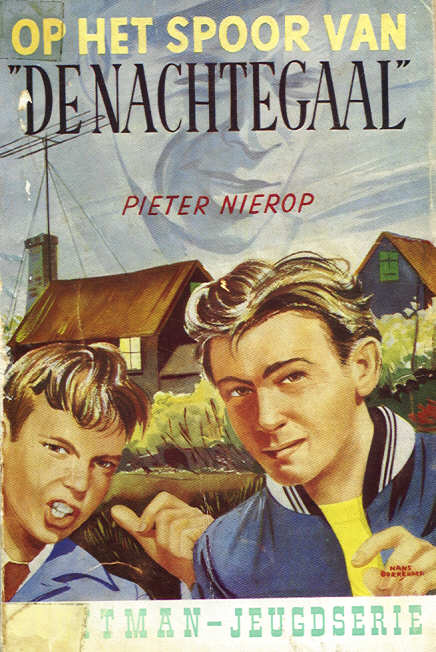 OP HET SPOOR VAN
"DE NACHTEGAAL"
PIETER NIEROP
HANS
BORREBACH
TMAN-JEUGDSERIE